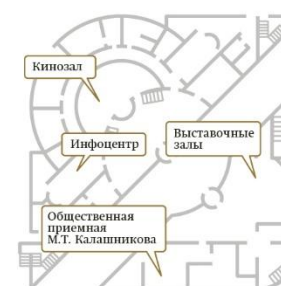 Кинозал
Инфоцентр
Выставочные
залы
Общественная
приемная
М.Т. Калашникова